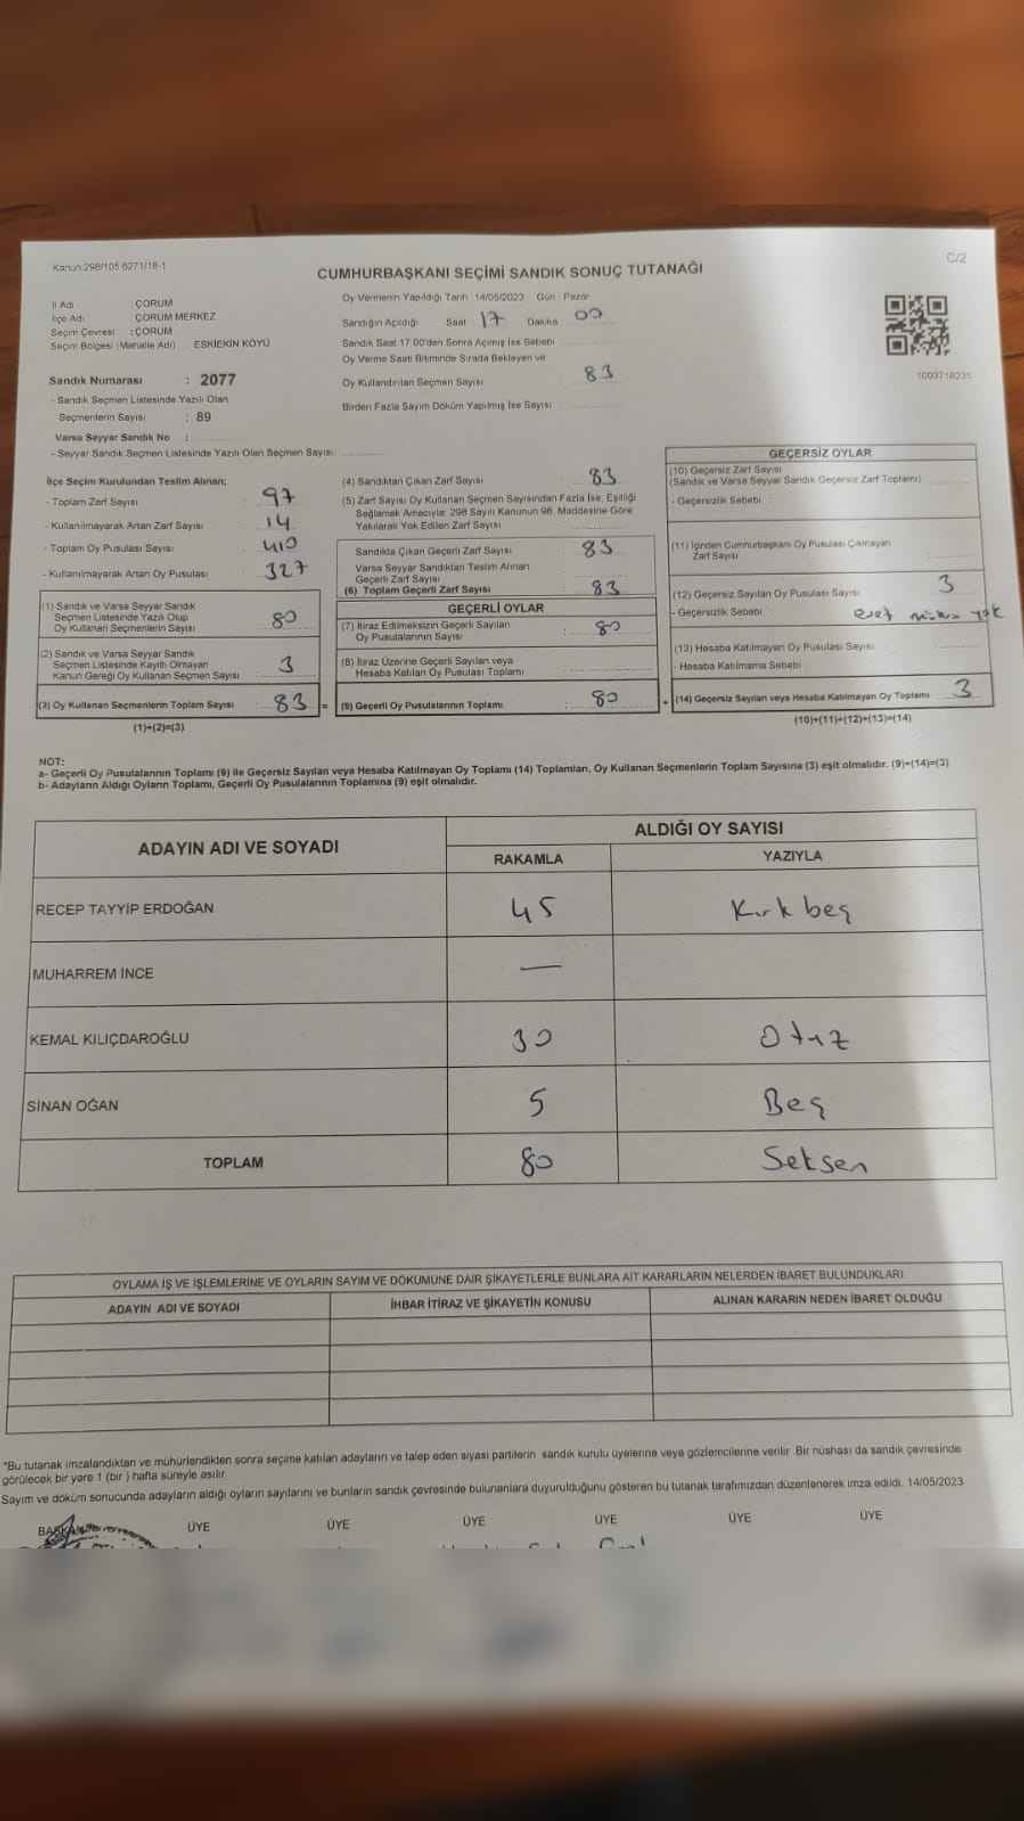 Kanun:298/105 6271/18-1
C/2
CUMHURBAŞKANI SEÇİMİ SANDIK SONUÇ TUTANAĞI
İl Adı : ÇORUM
İlçe Adı : ÇORUM MERKEZ
Seçim Çevresi : ÇORUM
Seçim Bölgesi (Mahalle Adı) ESKİEKİN KÖYÜ
Sandık Numarası : 2077
- Sandık Seçmen Listesinde Yazılı Olan
Seçmenlerin Sayısı : 89
Varsa Seyyar Sandık No :
- Seyyar Sandık Seçmen Listesinde Yazılı Olan Seçmen Sayısı
Oy Vermenin Yapıldığı Tarih 14/05/2023 Gün Pazar
Sandığın Açıldığı Saat 17 Dakika 00
Sandık Saat 17.00'den Sonra Açılmış İse Sebebi
Oy Verme Saati Bitiminde Sırada Bekleyen ve
Oy Kullandırılan Seçmen Sayısı 83
Birden Fazla Sayım Döküm Yapılmış İse Sayısı
İlçe Seçim Kurulundan Teslim Alınan;
- Toplam Zarf Sayısı 97
- Kullanılmayarak Artan Zarf Sayısı 14
- Toplam Oy Pusulası Sayısı 410
- Kullanılmayarak Artan Oy Pusulası 327
(1) Sandık ve Varsa Seyyar Sandık
Seçmen Listesinde Yazılı Olup
Oy Kullanan Seçmenlerin Sayısı 80
(2) Sandık ve Varsa Seyyar Sandık
Seçmen Listesinde Kayıtlı Olmayan
Kanun Gereği Oy Kullanan Seçmen Sayısı 3
(3) Oy Kullanan Seçmenlerin Toplam Sayısı 83 =
(1)+(2)=(3)
(4) Sandıktan Çıkan Zarf Sayısı 83
(5) Zarf Sayısı Oy Kullanan Seçmen Sayısından Fazla İse, Eşitliği
Sağlamak Amacıyla; 298 Sayılı Kanunun 98. Maddesine Göre
Yakılarak Yok Edilen Zarf Sayısı
Sandıkta Çıkan Geçerli Zarf Sayısı 83
Varsa Seyyar Sandıktan Teslim Alınan
Geçerli Zarf Sayısı
(6) Toplam Geçerli Zarf Sayısı 83
GEÇERLİ OYLAR
(7) İtiraz Edilmeksizin Geçerli Sayılan
Oy Pusulalarının Sayısı : 80
(8) İtiraz Üzerine Geçerli Sayılan veya
Hesaba Katılan Oy Pusulası Toplamı
(9) Geçerli Oy Pusulalarının Toplamı : 80 +
GEÇERSİZ OYLAR
(10) Geçersiz Zarf Sayısı
(Sandık ve Varsa Seyyar Sandık Geçersiz Zarf Toplamı)
- Geçersizlik Sebebi
(11) İçinden Cumhurbaşkanı Oy Pusulası Çıkmayan
Zarf Sayısı
(12) Geçersiz Sayılan Oy Pusulası Sayısı 3
- Geçersizlik Sebebi evet mührü yok
(13) Hesaba Katılmayan Oy Pusulası Sayısı
- Hesaba Katılmama Sebebi
(14) Geçersiz Sayılan veya Hesaba Katılmayan Oy Toplamı 3
(10)+(11)+(12)+(13)=(14)
NOT:
a- Geçerli Oy Pusulalarının Toplamı (9) ile Geçersiz Sayılan veya Hesaba Katılmayan Oy Toplamı (14) Toplamları, Oy Kullanan Seçmenlerin Toplam Sayısına (3) eşit olmalıdır. (9)+(14)=(3)
b- Adayların Aldığı Oyların Toplamı, Geçerli Oy Pusulalarının Toplamına (9) eşit olmalıdır.
ADAYIN ADI VE SOYADI
ALDIĞI OY SAYISI
RAKAMLA YAZIYLA
RECEP TAYYİP ERDOĞAN 45 Kırk beş
MUHARREM İNCE —
KEMAL KILIÇDAROĞLU 30 Otuz
SİNAN OĞAN 5 Beş
TOPLAM 80 Seksen
OYLAMA İŞ VE İŞLEMLERİNE VE OYLARIN SAYIM VE DÖKÜMÜNE DAİR ŞİKAYETLERLE BUNLARA AİT KARARLARIN NELERDEN İBARET BULUNDUKLARI
ADAYIN ADI VE SOYADI İHBAR İTİRAZ VE ŞİKAYETİN KONUSU ALINAN KARARIN NEDEN İBARET OLDUĞU
*Bu tutanak imzalandıktan ve mühürlendikten sonra seçime katılan adayların ve talep eden siyasi partilerin sandık kurulu üyelerine veya gözlemcilerine verilir. Bir nüshası da sandık çevresinde
görülecek bir yere 1 (bir) hafta süreyle asılır.
Sayım ve döküm sonucunda adayların aldığı oyların sayılarını ve bunların sandık çevresinde bulunanlara duyurulduğunu gösteren bu tutanak tarafımızdan düzenlenerek imza edildi. 14/05/2023
BAŞKAN ÜYE ÜYE ÜYE ÜYE ÜYE ÜYE